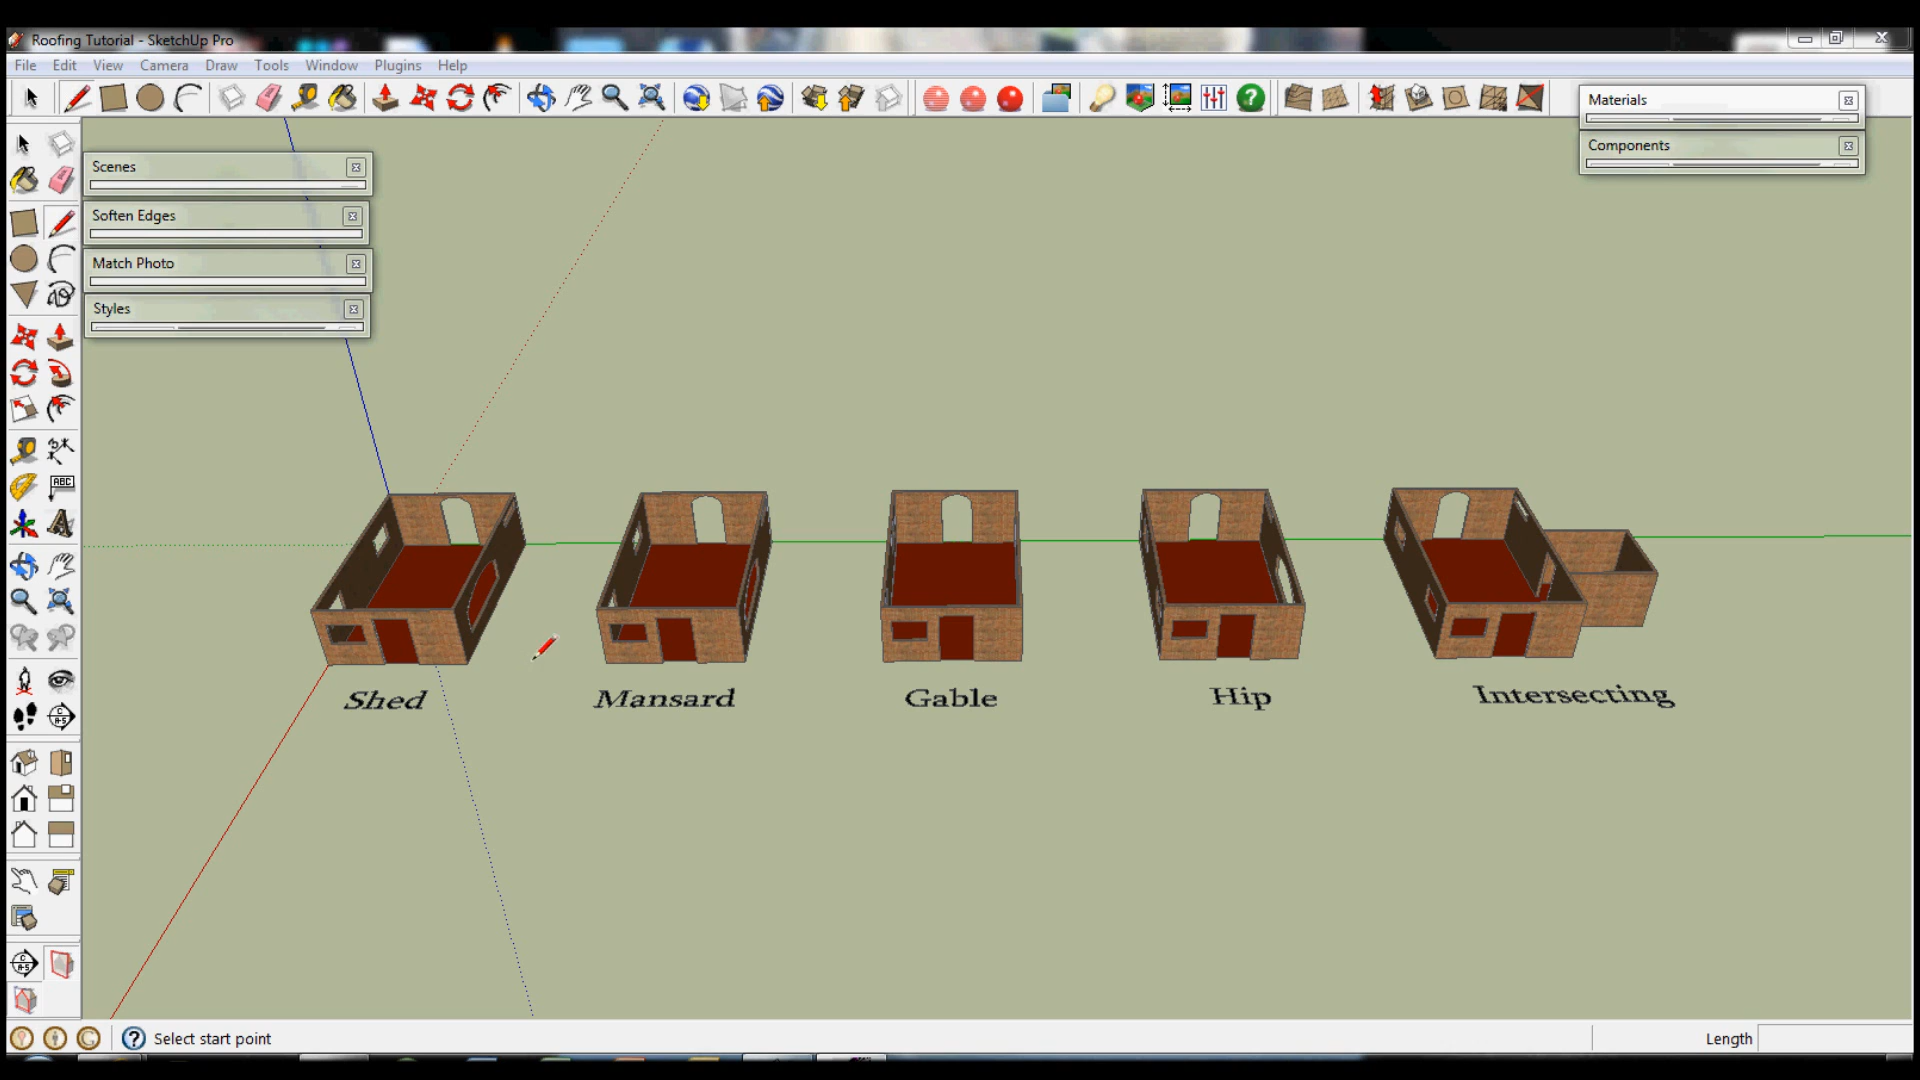 Roofing Tutorial - SketchUp Pro
File Edit View Camera Draw Tools Window Plugins Help
Materials
Components
Scenes
Soften Edges
Match Photo
Styles
ABC
Shed Mansard Gable Hip Intersecting
Select start point
Length